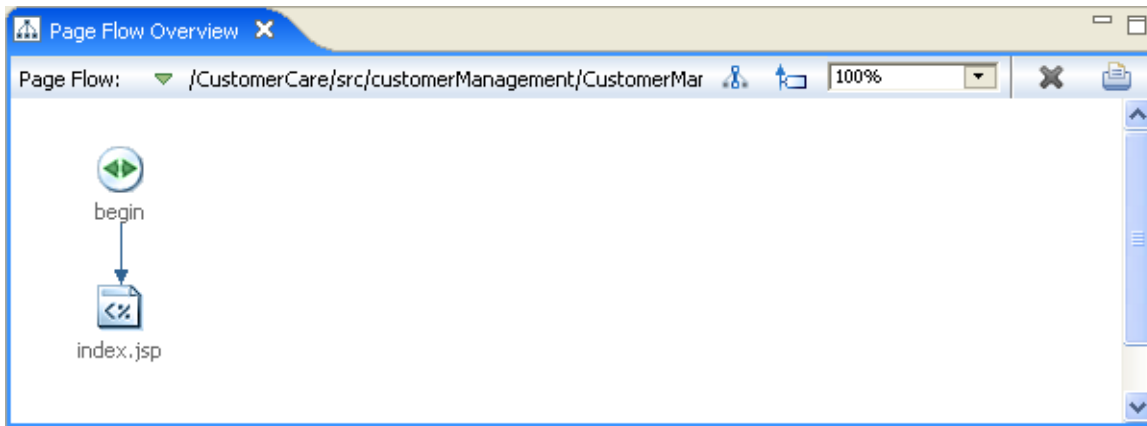 Page Flow Overview
Page Flow: /CustomerCare/src/customerManagement/CustomerMar 100%
begin
<%
index.jsp